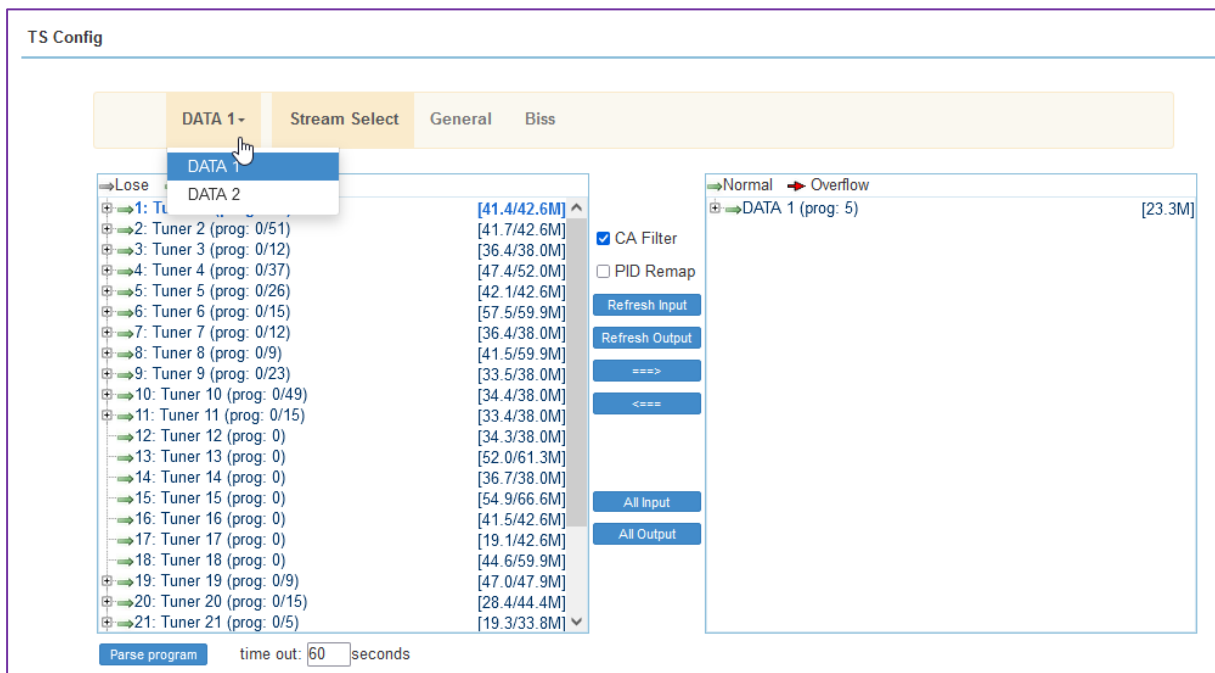 TS Config
DATA 1 Stream Select General Biss
DATA 1
DATA 2
Lose
Normal Overflow
1: [41.4/42.6M]
2: Tuner 2 (prog: 0/51) [41.7/42.6M]
3: Tuner 3 (prog: 0/12) [36.4/38.0M]
4: Tuner 4 (prog: 0/37) [47.4/52.0M]
5: Tuner 5 (prog: 0/26) [42.1/42.6M]
6: Tuner 6 (prog: 0/15) [57.5/59.9M]
7: Tuner 7 (prog: 0/12) [36.4/38.0M]
8: Tuner 8 (prog: 0/9) [41.5/59.9M]
9: Tuner 9 (prog: 0/23) [33.5/38.0M]
10: Tuner 10 (prog: 0/49) [34.4/38.0M]
11: Tuner 11 (prog: 0/15) [33.4/38.0M]
12: Tuner 12 (prog: 0) [34.3/38.0M]
13: Tuner 13 (prog: 0) [52.0/61.3M]
14: Tuner 14 (prog: 0) [36.7/38.0M]
15: Tuner 15 (prog: 0) [54.9/66.6M]
16: Tuner 16 (prog: 0) [41.5/42.6M]
17: Tuner 17 (prog: 0) [19.1/42.6M]
18: Tuner 18 (prog: 0) [44.6/59.9M]
19: Tuner 19 (prog: 0/9) [47.0/47.9M]
20: Tuner 20 (prog: 0/15) [28.4/44.4M]
21: Tuner 21 (prog: 0/5) [19.3/33.8M]
CA Filter
PID Remap
Refresh Input
Refresh Output
===>
<===
All Input
All Output
DATA 1 (prog: 5) [23.3M]
Parse program time out: 60 seconds